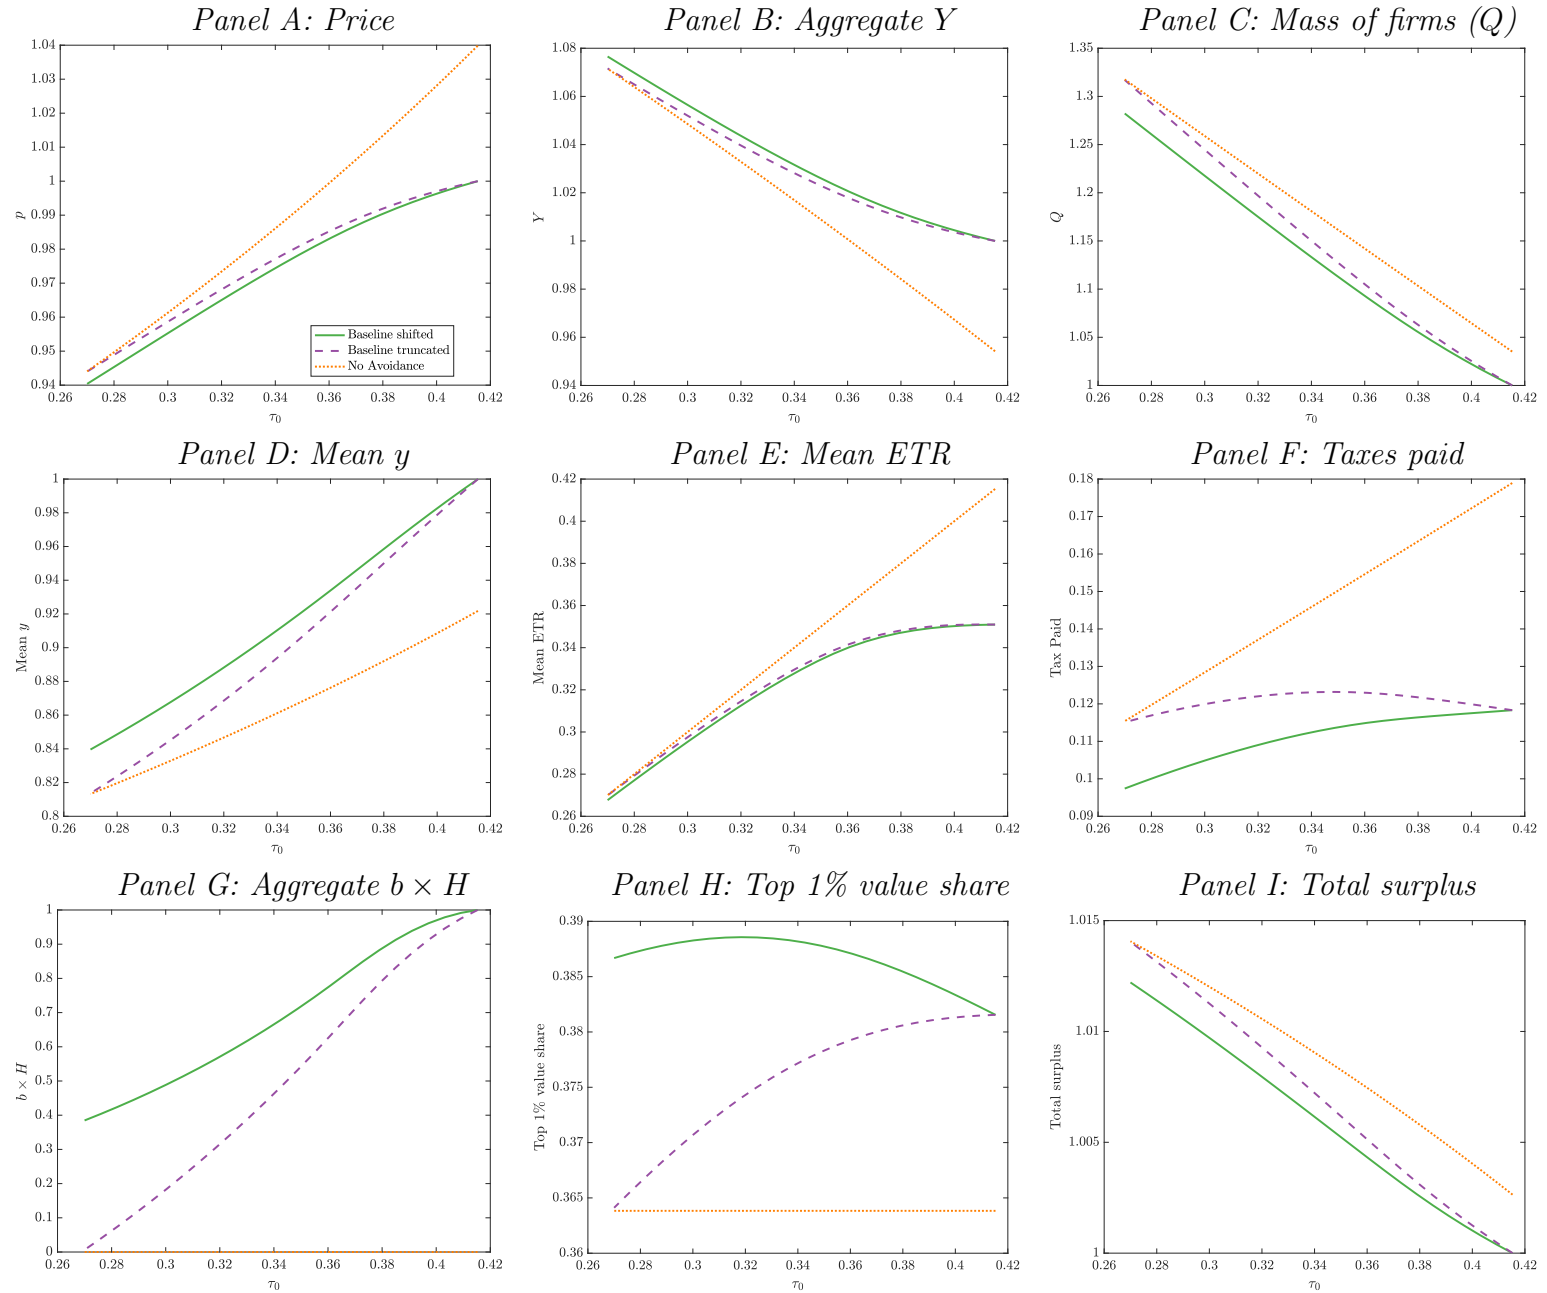 Panel A: Price
1.04
1.03
1.02
1.01
1
0.99
0.98
0.97
0.96
0.95
0.94
p
0.26 0.28 0.3 0.32 0.34 0.36 0.38 0.4 0.42
τ0
Baseline shifted
Baseline truncated
No Avoidance
Panel B: Aggregate Y
1.08
1.06
1.04
1.02
1
0.98
0.96
0.94
Y
0.26 0.28 0.3 0.32 0.34 0.36 0.38 0.4 0.42
τ0
Panel C: Mass of firms (Q)
1.35
1.3
1.25
1.2
1.15
1.1
1.05
1
Q
0.26 0.28 0.3 0.32 0.34 0.36 0.38 0.4 0.42
τ0
Panel D: Mean y
1
0.98
0.96
0.94
0.92
0.9
0.88
0.86
0.84
0.82
0.8
Mean y
0.26 0.28 0.3 0.32 0.34 0.36 0.38 0.4 0.42
τ0
Panel E: Mean ETR
0.42
0.4
0.38
0.36
0.34
0.32
0.3
0.28
0.26
Mean ETR
0.26 0.28 0.3 0.32 0.34 0.36 0.38 0.4 0.42
τ0
Panel F: Taxes paid
0.18
0.17
0.16
0.15
0.14
0.13
0.12
0.11
0.1
0.09
Tax Paid
0.26 0.28 0.3 0.32 0.34 0.36 0.38 0.4 0.42
τ0
Panel G: Aggregate b × H
1
0.9
0.8
0.7
0.6
0.5
0.4
0.3
0.2
0.1
0
b × H
0.26 0.28 0.3 0.32 0.34 0.36 0.38 0.4 0.42
τ0
Panel H: Top 1% value share
0.39
0.385
0.38
0.375
0.37
0.365
0.36
Top 1% value share
0.26 0.28 0.3 0.32 0.34 0.36 0.38 0.4 0.42
τ0
Panel I: Total surplus
1.015
1.01
1.005
1
Total surplus
0.26 0.28 0.3 0.32 0.34 0.36 0.38 0.4 0.42
τ0